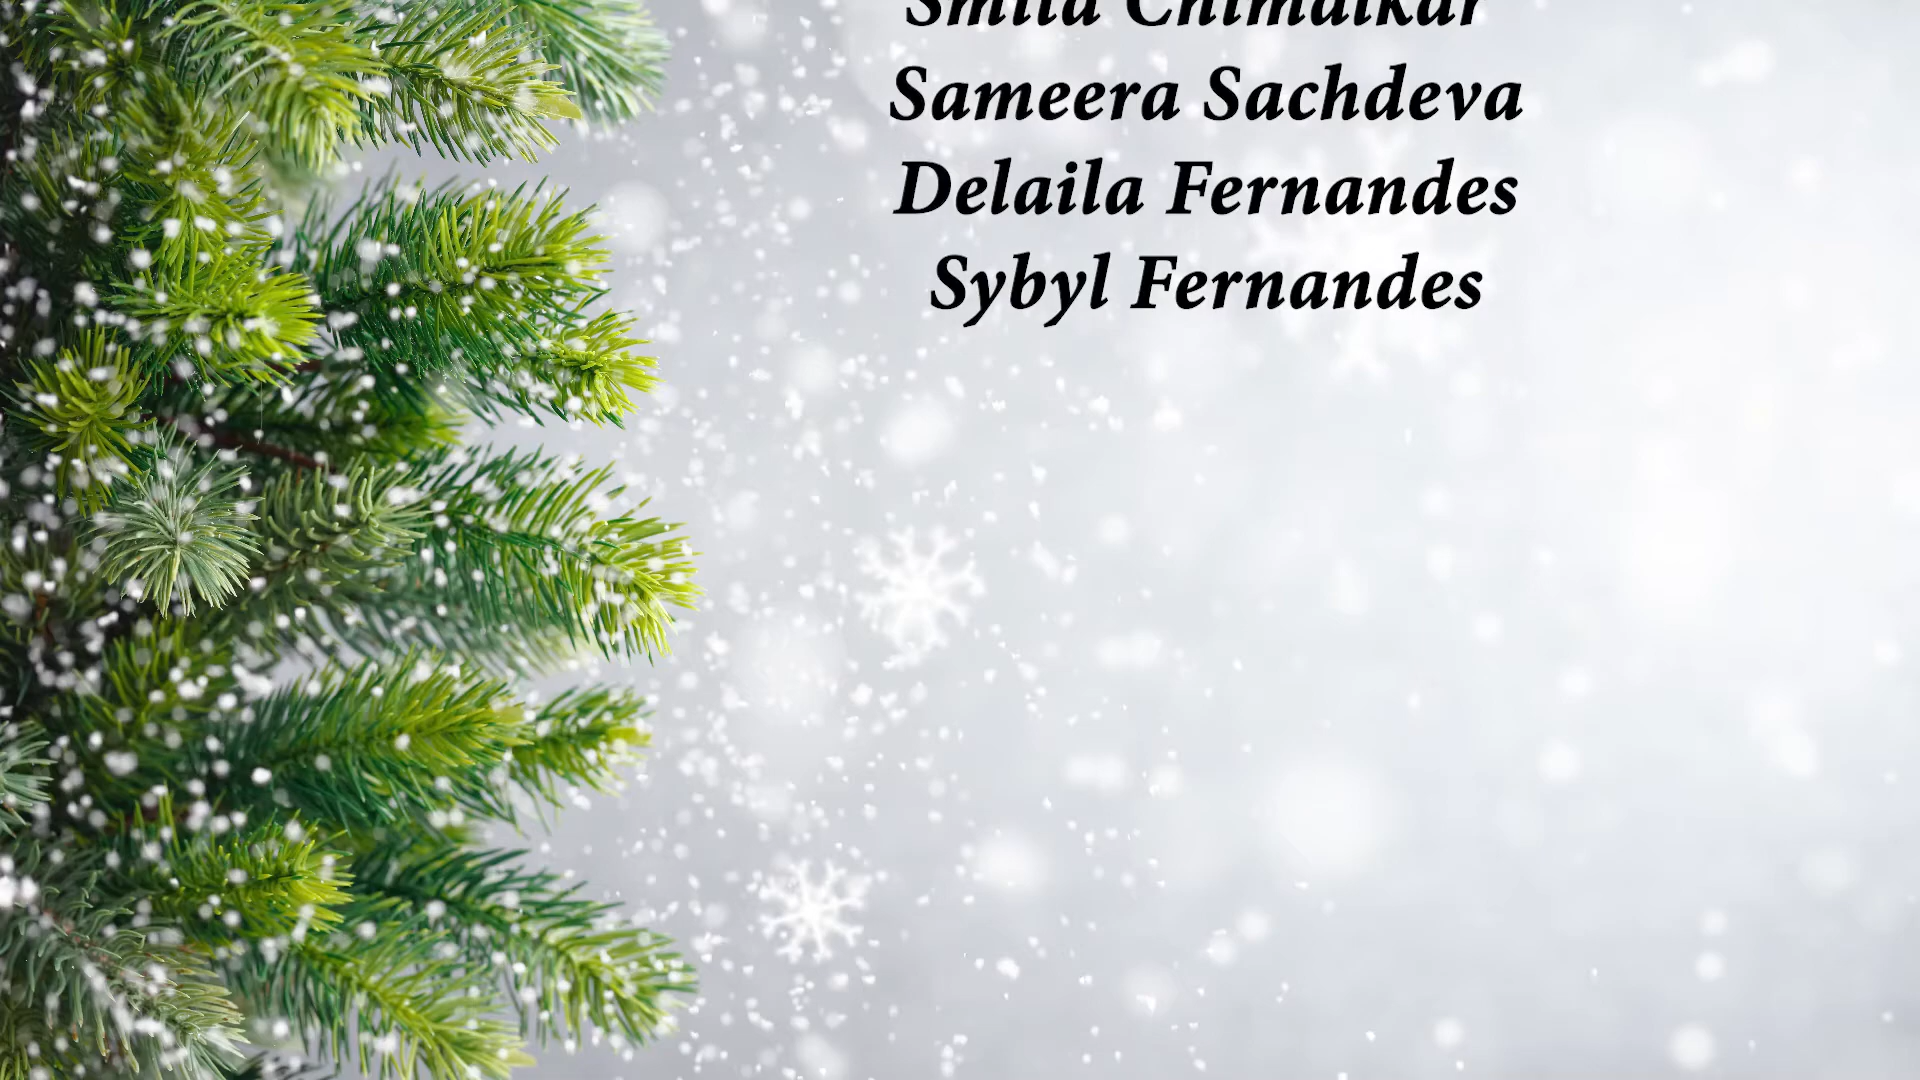 Sameera Sachdeva
Delaila Fernandes
Sybyl Fernandes